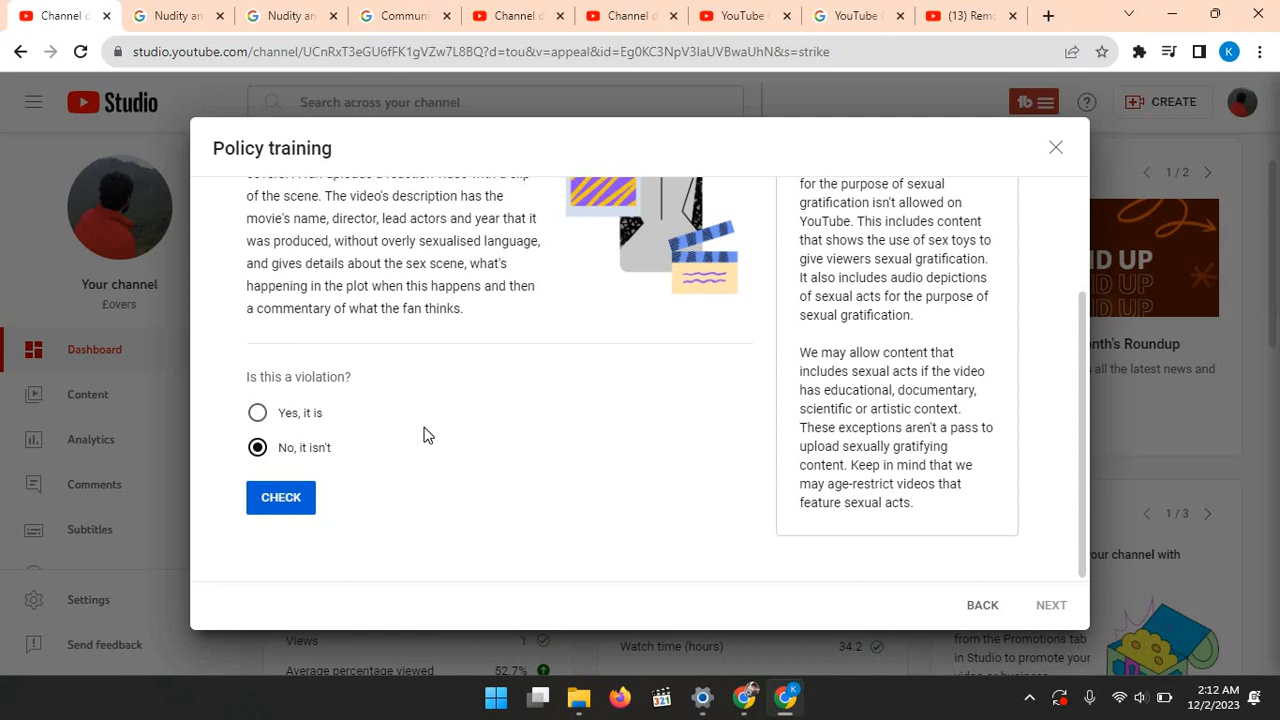 Channel d
Nudity an
Nudity an
Commun
Channel d
Channel d
YouTube C
YouTube H
(13) Remo
studio.youtube.com/channel/UCnRxT3eGU6fFK1gVZw7L8BQ?d=tou&v=appeal&id=Eg0KC3NpV3laUVBwaUhN&s=strike
K
Studio
Search across your channel
tb
CREATE
Policy training
of the scene. The video's description has the
movie's name, director, lead actors and year that it
was produced, without overly sexualised language,
and gives details about the sex scene, what's
happening in the plot when this happens and then
a commentary of what the fan thinks.
Is this a violation?
Yes, it is
No, it isn't
CHECK
for the purpose of sexual
gratification isn't allowed on
YouTube. This includes content
that shows the use of sex toys to
give viewers sexual gratification.
It also includes audio depictions
of sexual acts for the purpose of
sexual gratification.
We may allow content that
includes sexual acts if the video
has educational, documentary,
scientific or artistic context.
These exceptions aren't a pass to
upload sexually gratifying
content. Keep in mind that we
may age-restrict videos that
feature sexual acts.
BACK
NEXT
Your channel
£overs
Dashboard
Content
Analytics
Comments
Subtitles
Settings
Send feedback
1 / 2
ND UP
onth's Roundup
h all the latest news and
1 / 3
our channel with
from the Promotions tab
in Studio to promote your
Views
1
Average percentage viewed
52.7%
Watch time (hours)
34.2
321
K
2:12 AM
12/2/2023